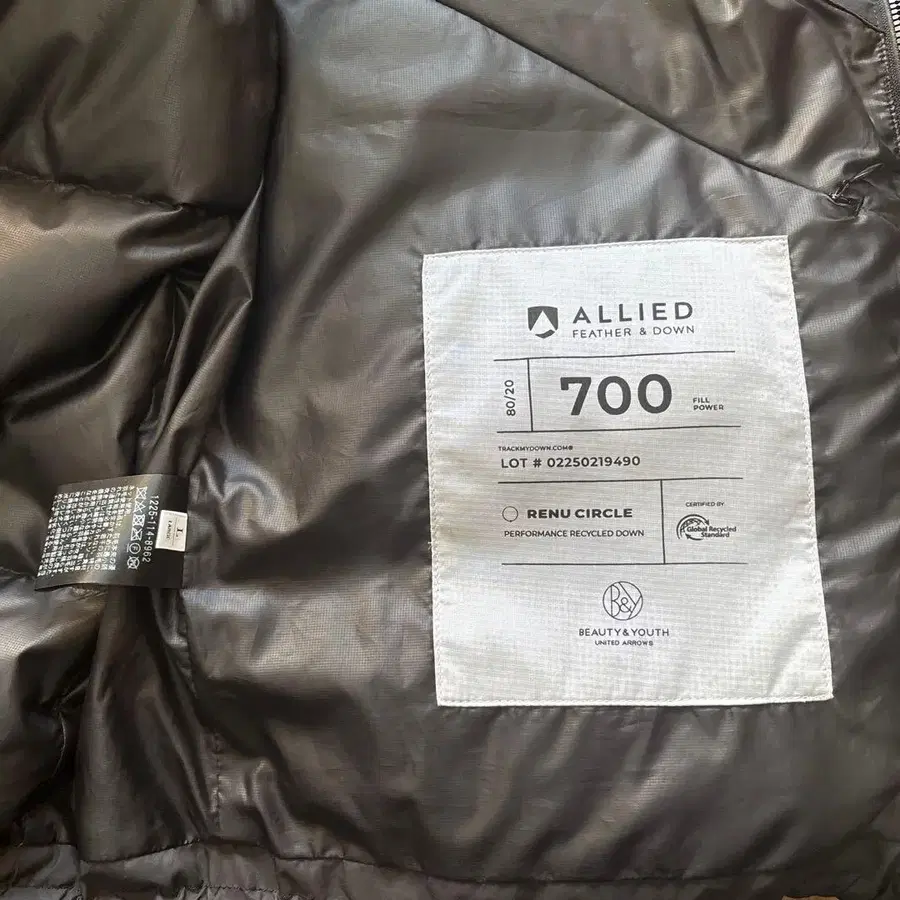 ALLIED
FEATHER & DOWN
80/20
700
FILL
POWER
TRACKMYDOWN.COM®
LOT # 02250219490
RENU CIRCLE
PERFORMANCE RECYCLED DOWN
CERTIFIED BY
Global Recycled
Standard
B&Y
BEAUTY&YOUTH
UNITED ARROWS
1225-114-8962
L